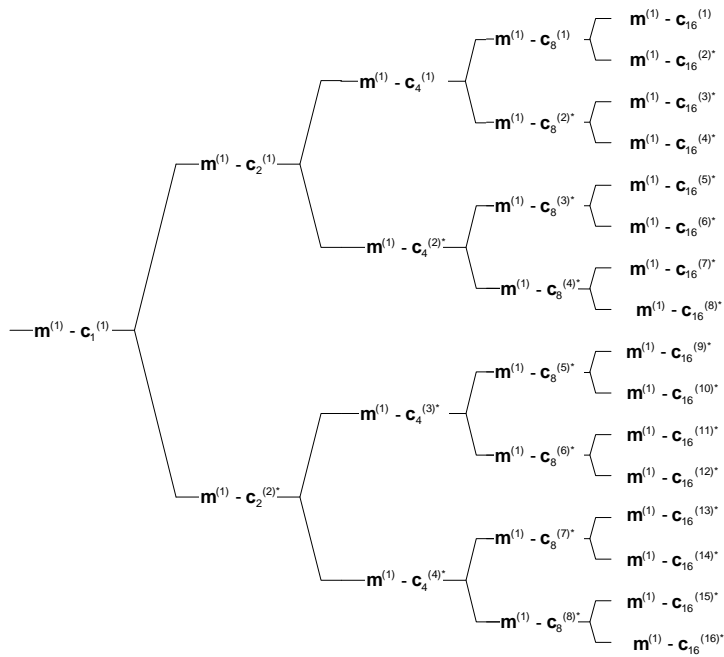 m(1) - c16(1)
m(1) - c8(1)
m(1) - c16(2)*
m(1) - c4(1)
m(1) - c16(3)*
m(1) - c8(2)*
m(1) - c16(4)*
m(1) - c2(1)
m(1) - c16(5)*
m(1) - c8(3)*
m(1) - c16(6)*
m(1) - c4(2)*
m(1) - c16(7)*
m(1) - c8(4)*
m(1) - c16(8)*
m(1) - c1(1)
m(1) - c16(9)*
m(1) - c8(5)*
m(1) - c16(10)*
m(1) - c4(3)*
m(1) - c16(11)*
m(1) - c8(6)*
m(1) - c16(12)*
m(1) - c2(2)*
m(1) - c16(13)*
m(1) - c8(7)*
m(1) - c16(14)*
m(1) - c4(4)*
m(1) - c16(15)*
m(1) - c8(8)*
m(1) - c16(16)*